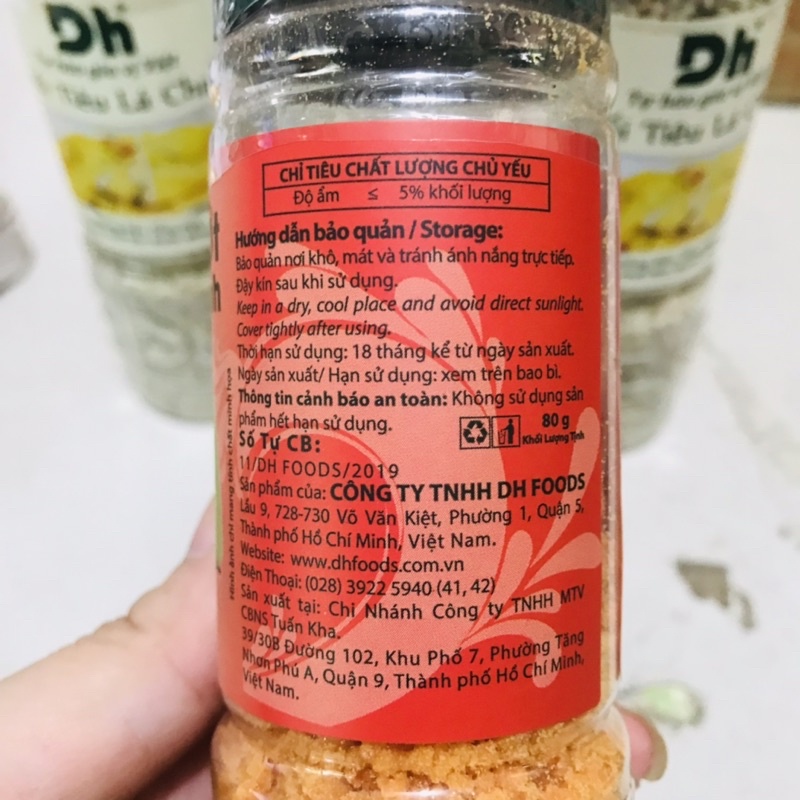 Dh
Dh
CHỈ TIÊU CHẤT LƯỢNG CHỦ YẾU
Độ ẩm ≤ 5% khối lượng
Hướng dẫn bảo quản / Storage:
Bảo quản nơi khô, mát và tránh ánh nắng trực tiếp.
Đậy kín sau khi sử dụng.
Keep in a dry, cool place and avoid direct sunlight.
Cover tightly after using.
Thời hạn sử dụng: 18 tháng kể từ ngày sản xuất.
Ngày sản xuất/ Hạn sử dụng: xem trên bao bì.
Thông tin cảnh báo an toàn: Không sử dụng sản
phẩm hết hạn sử dụng.
80 g
Khối Lượng Tịnh
Số Tự CB:
11/DH FOODS/2019
Sản phẩm của: CÔNG TY TNHH DH FOODS
Lầu 9, 728-730 Võ Văn Kiệt, Phường 1, Quận 5,
Thành phố Hồ Chí Minh, Việt Nam.
Website: www.dhfoods.com.vn
Điện Thoại: (028) 3922 5940 (41, 42)
Sản xuất tại: Chi Nhánh Công ty TNHH MTV
CBNS Tuấn Kha.
39/30B Đường 102, Khu Phố 7, Phường Tăng
Nhơn Phú A, Quận 9, Thành phố Hồ Chí Minh,
Việt Nam.
Hình ảnh chỉ mang tính chất minh họa